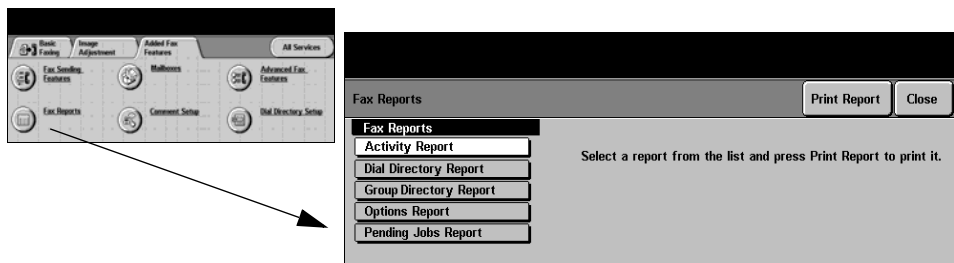 Basic Faxing
Image Adjustment
Added Fax Features
All Services
Fax Sending Features
Mailboxes
Advanced Fax Features
Fax Reports
Comment Setup
Dial Directory Setup
Fax Reports
Print Report
Close
Fax Reports
Activity Report
Select a report from the list and press Print Report to print it.
Dial Directory Report
Group Directory Report
Options Report
Pending Jobs Report